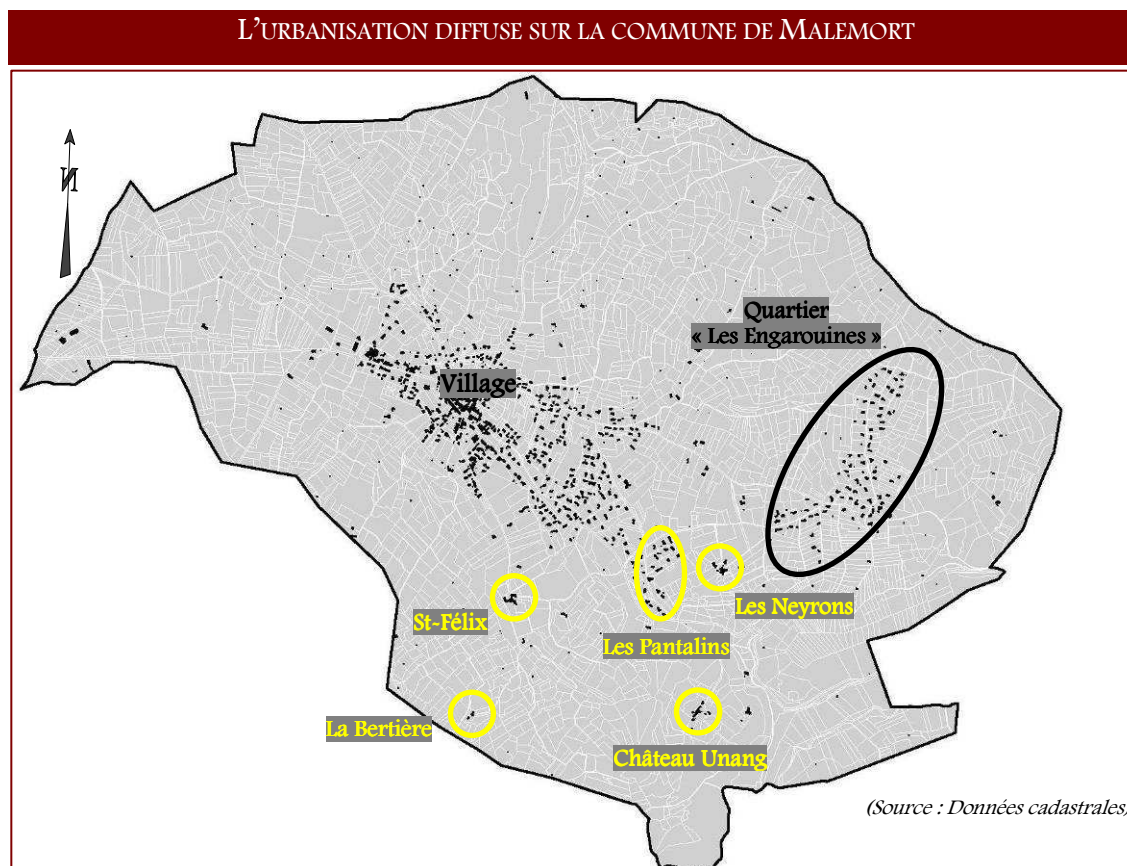 L'URBANISATION DIFFUSE SUR LA COMMUNE DE MALEMORT
N
Quartier
« Les Engarouines »
Village
Les Neyrons
St-Félix
Les Pantalins
La Bertière
Château Unang
(Source : Données cadastrales)